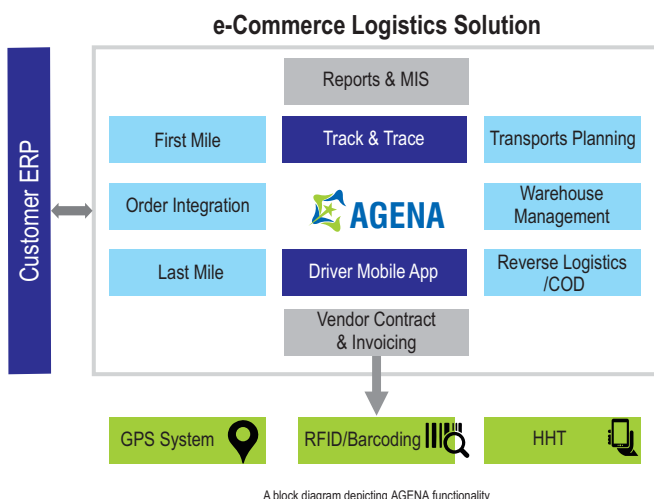 e-Commerce Logistics Solution
Customer ERP
Reports & MIS
First Mile
Track & Trace
Transports Planning
Order Integration
AGENA
Warehouse
Management
Last Mile
Driver Mobile App
Reverse Logistics
/COD
Vendor Contract
& Invoicing
GPS System
RFID/Barcoding
HHT
A block diagram depicting AGENA functionality